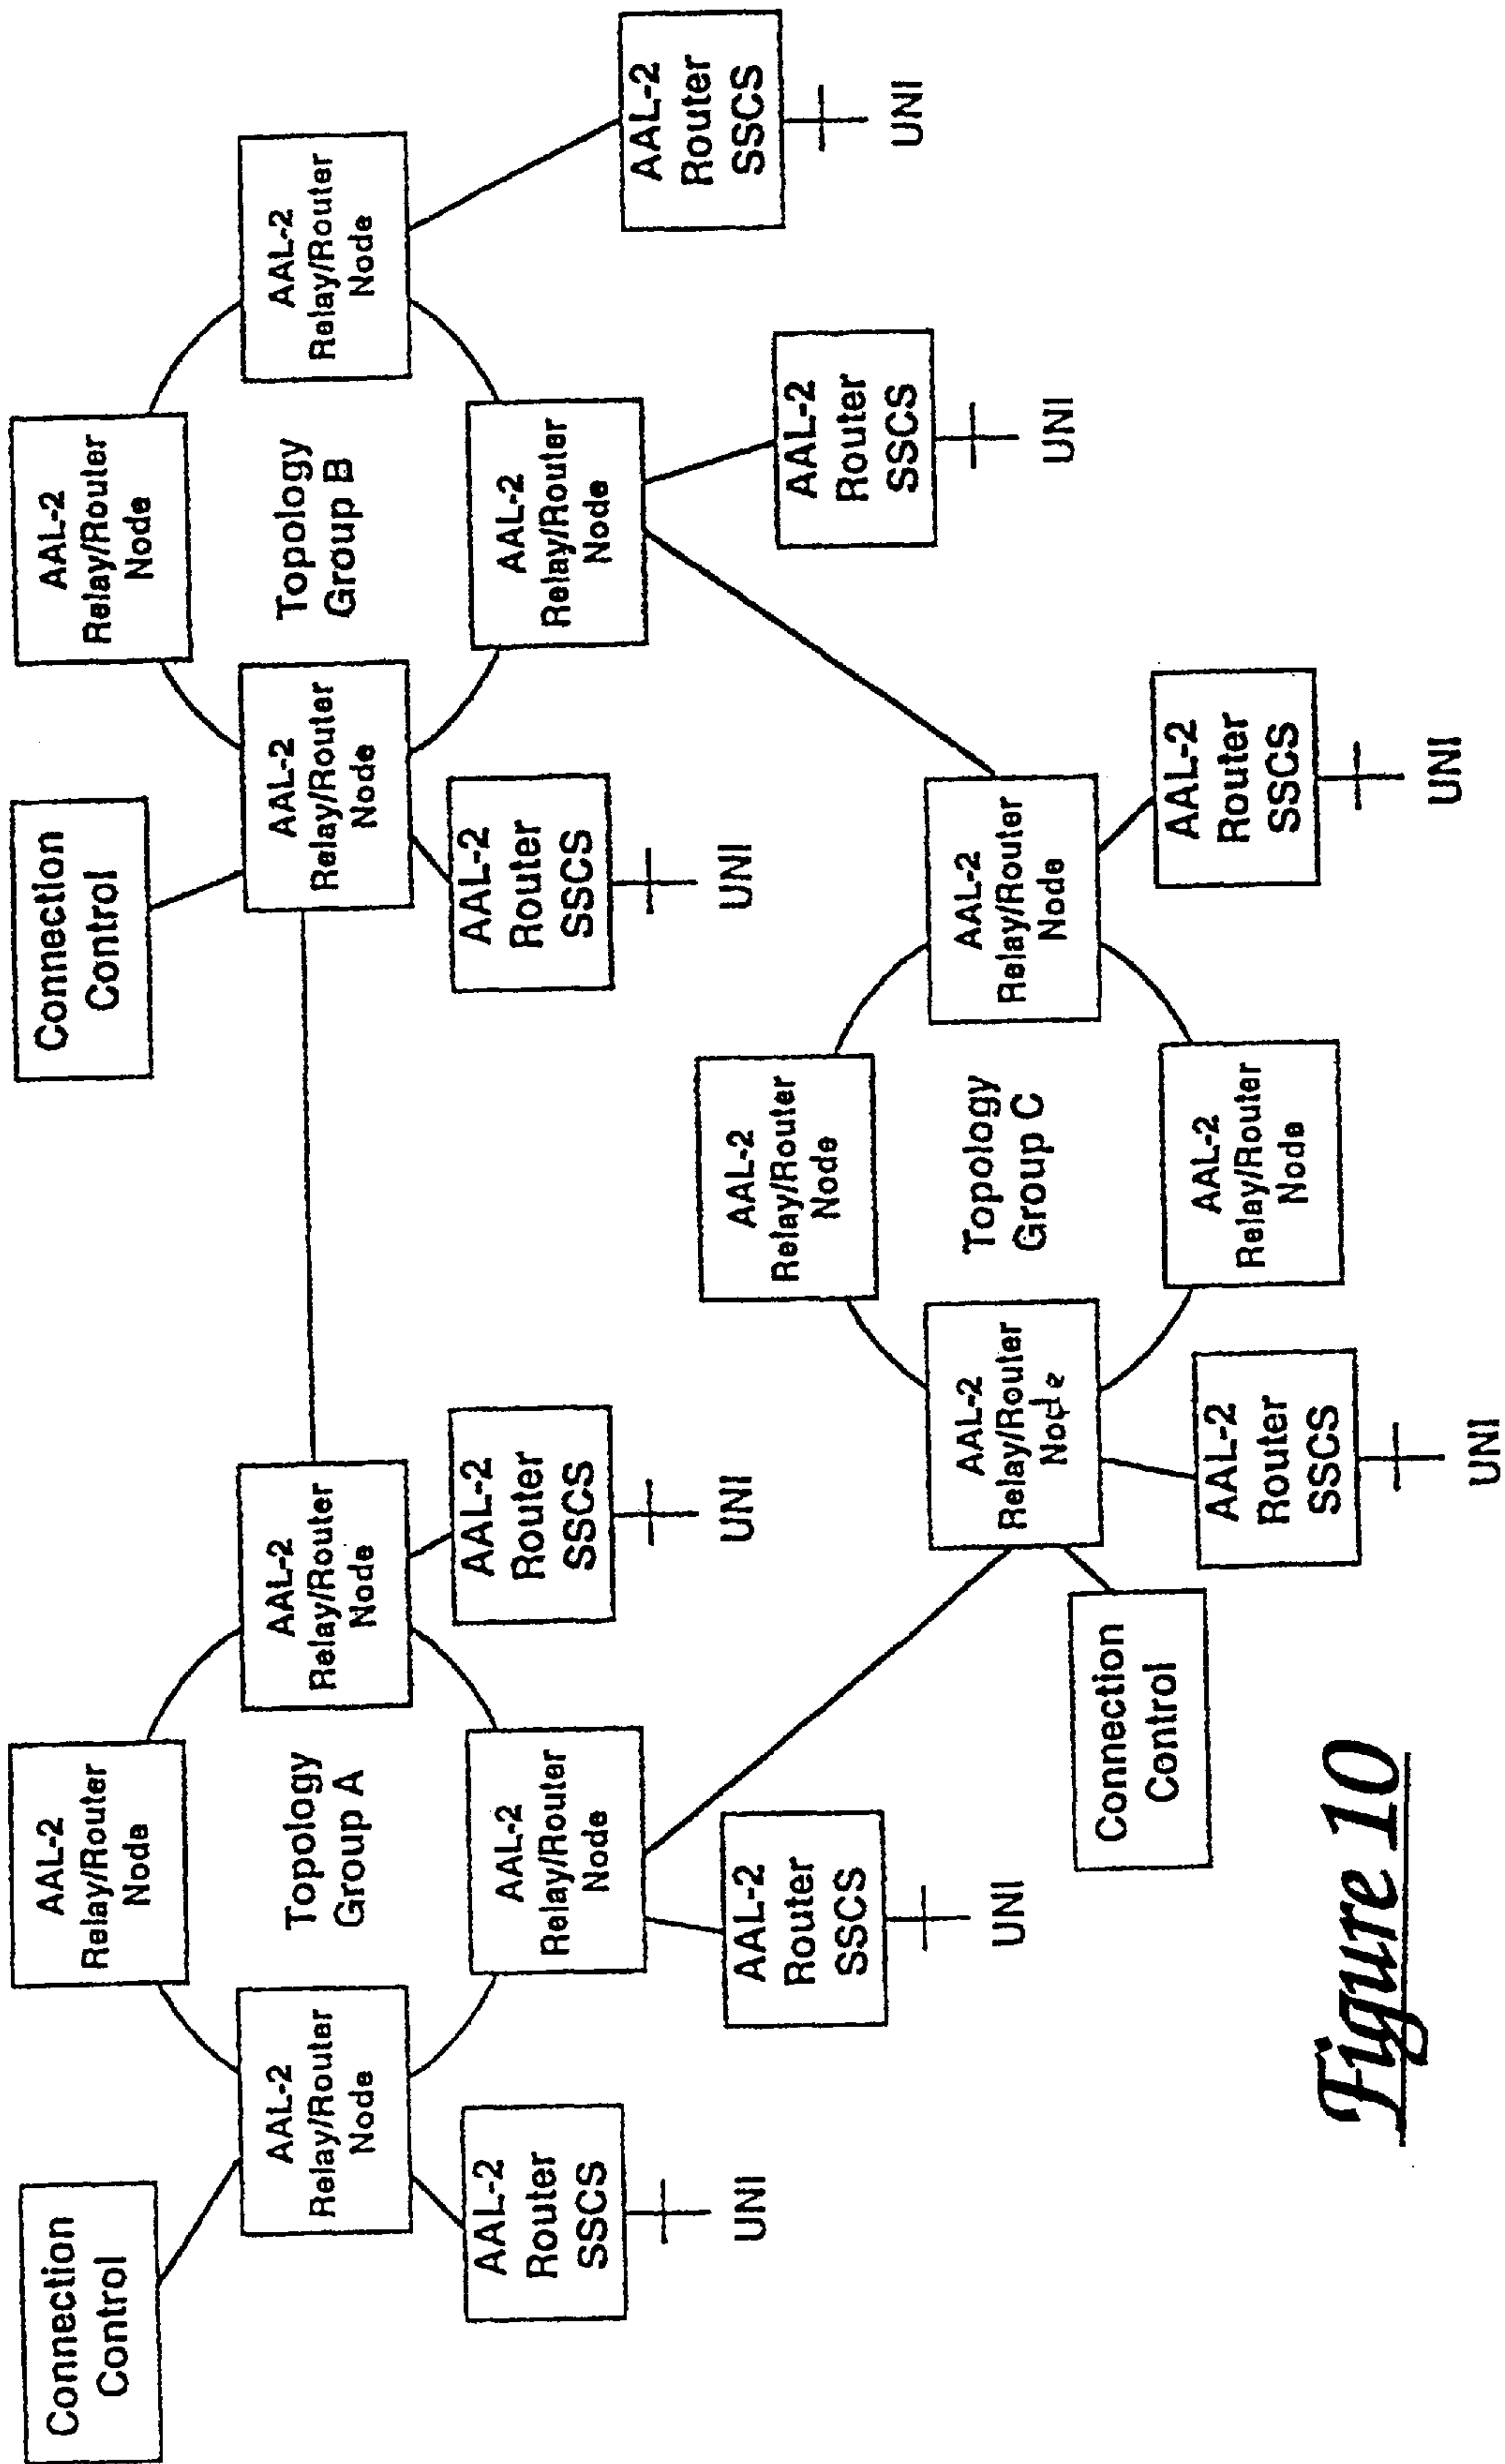 Connection
Control
AAL-2
Relay/Router
Node
AAL-2
Relay/Router
Node
Topology
Group A
AAL-2
Relay/Router
Node
AAL-2
Relay/Router
Node
AAL-2
Router
SSCS
UNI
AAL-2
Router
SSCS
UNI
AAL-2
Router
SSCS
UNI
Connection
Control
AAL-2
Relay/Router
Node
AAL-2
Relay/Router
Node
Topology
Group B
AAL-2
Relay/Router
Node
AAL-2
Relay/Router
Node
AAL-2
Router
SSCS
UNI
AAL-2
Router
SSCS
UNI
AAL-2
Router
SSCS
UNI
AAL-2
Relay/Router
Node
AAL-2
Relay/Router
Node
Topology
Group C
AAL-2
Relay/Router
Node
AAL-2
Relay/Router
Node
Connection
Control
AAL-2
Router
SSCS
UNI
AAL-2
Router
SSCS
UNI
Figure 10